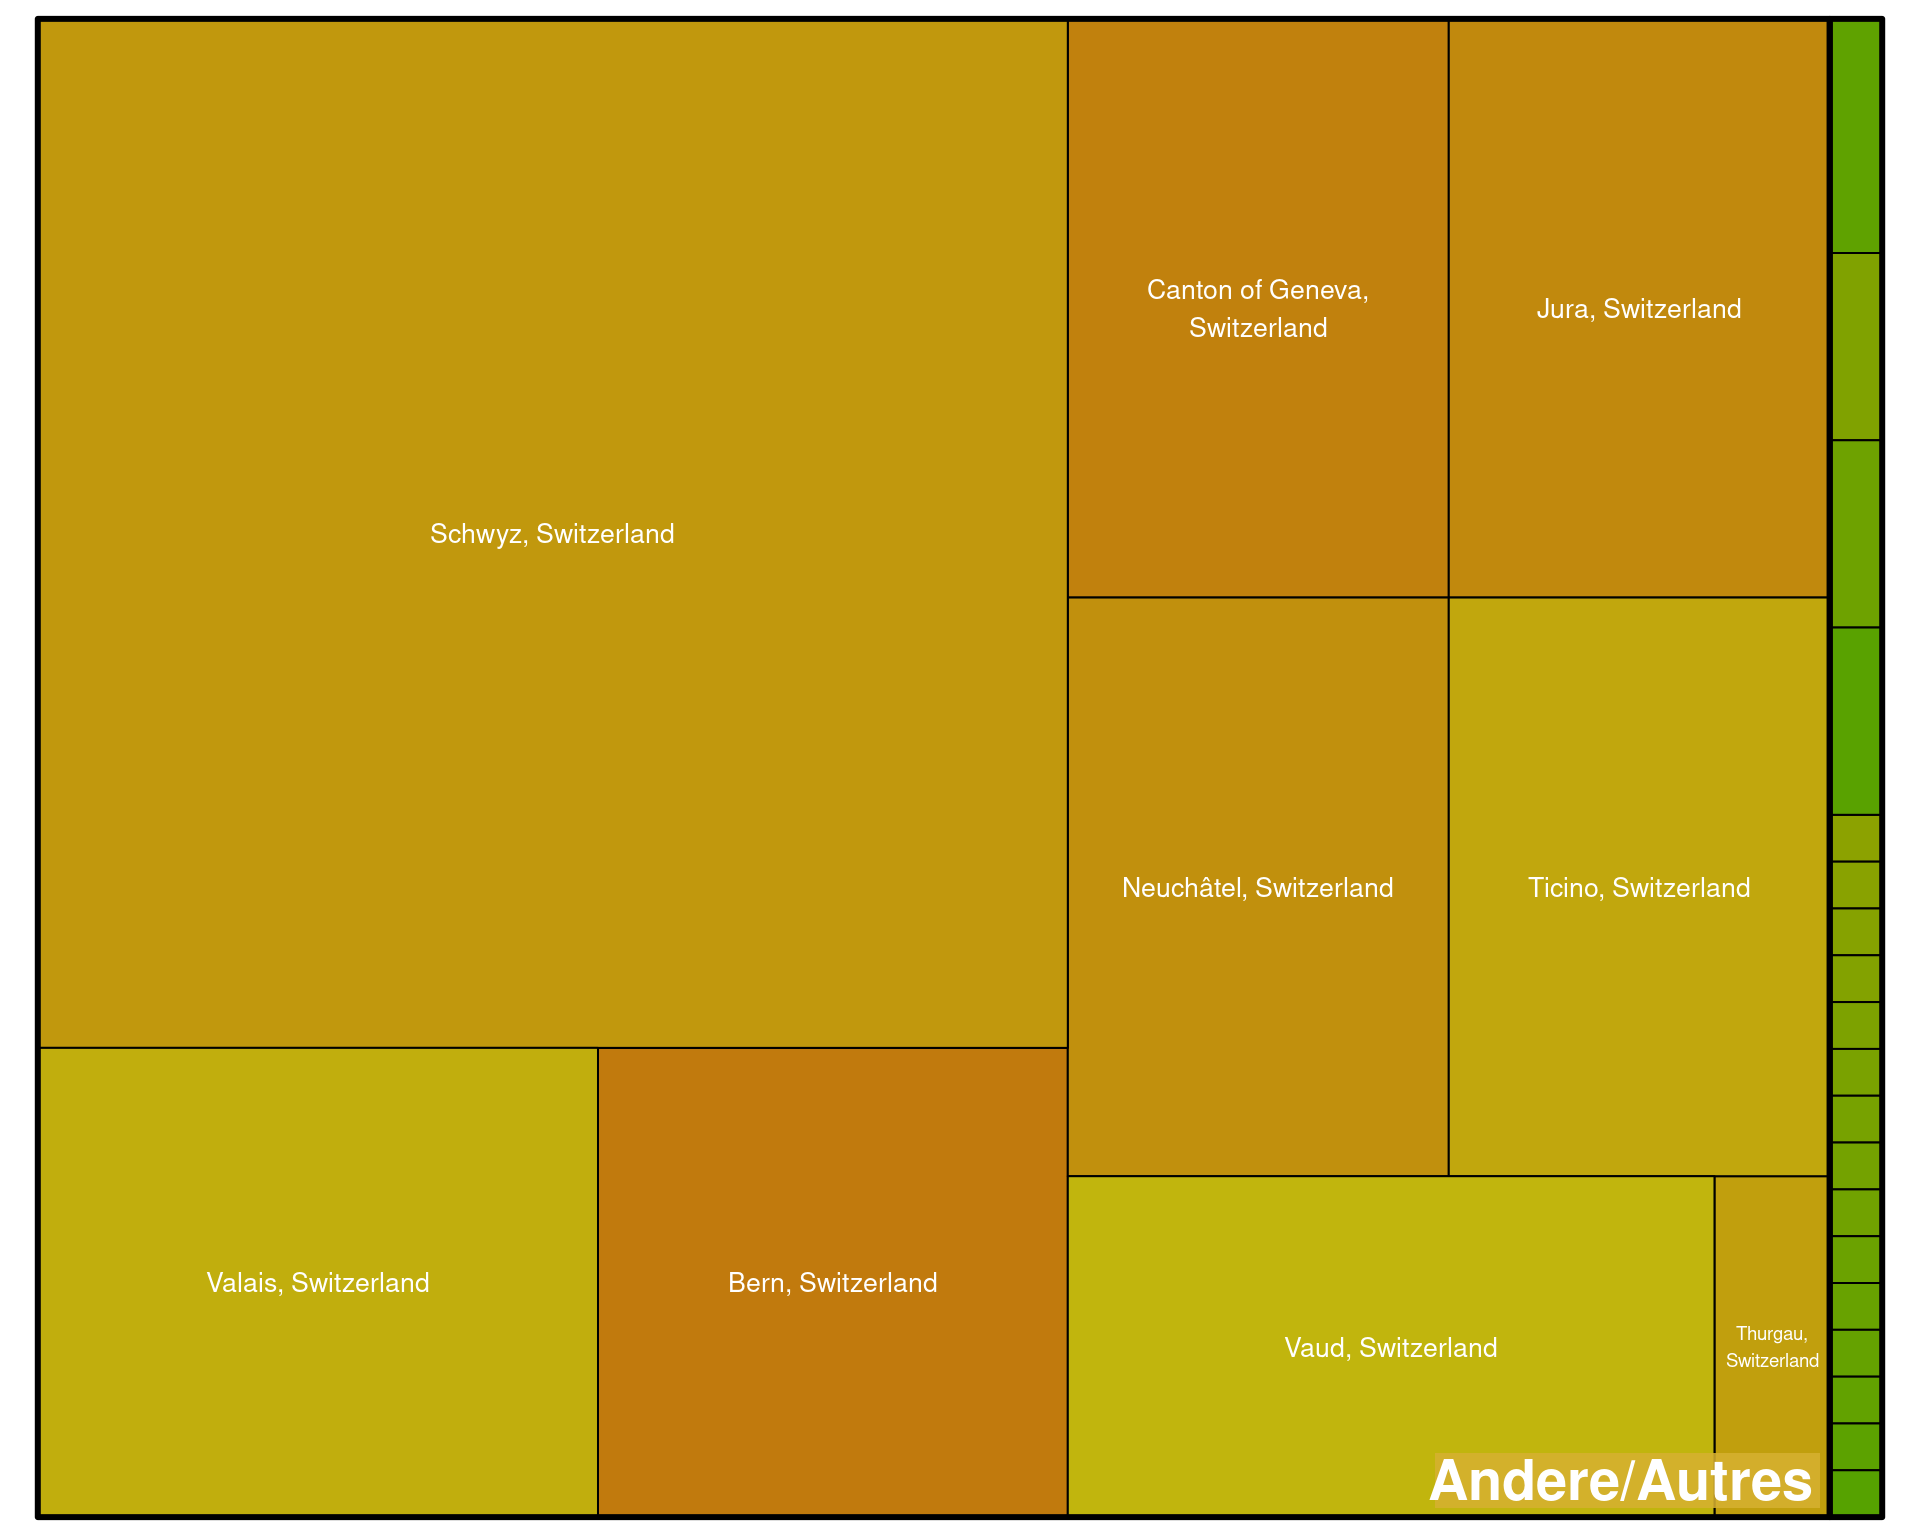 Canton of Geneva,
Switzerland
Jura, Switzerland
Schwyz, Switzerland
Neuchâtel, Switzerland
Ticino, Switzerland
Valais, Switzerland
Bern, Switzerland
Vaud, Switzerland
Thurgau,
Switzerland
Andere/Autres